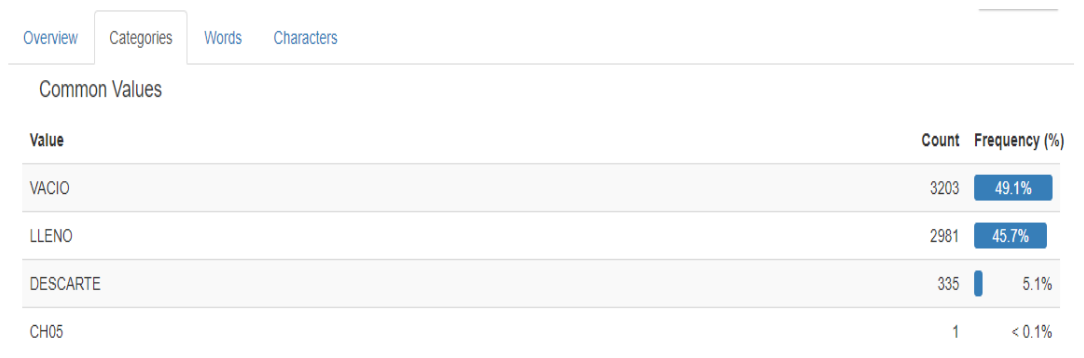 Overview Categories Words Characters
Common Values
Value Count Frequency (%)
VACIO 3203 49.1%
LLENO 2981 45.7%
DESCARTE 335 5.1%
CH05 1 < 0.1%